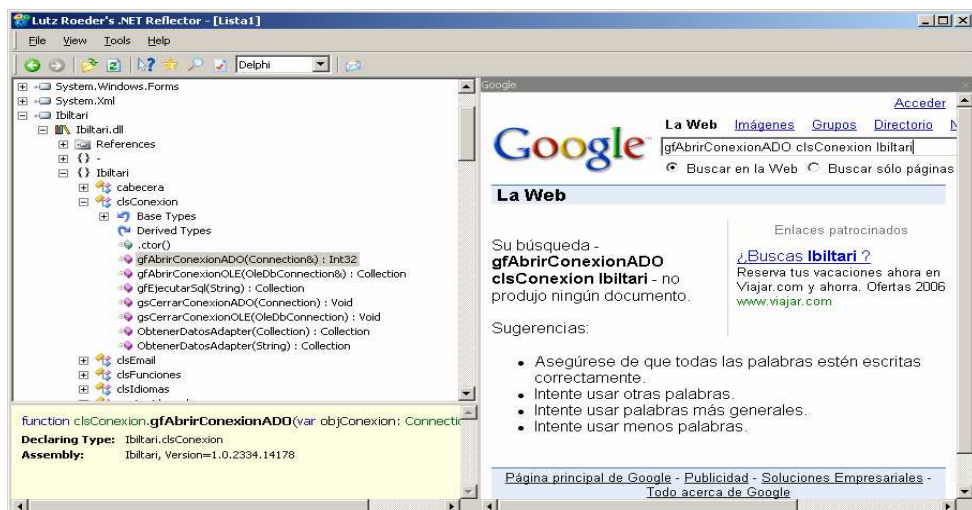 Lutz Roeder's .NET Reflector - [Lista1]
File View Tools Help
Delphi
System.Windows.Forms
System.Xml
Ibiltari
Ibiltari.dll
References
{} -
{} Ibiltari
cabecera
clsConexion
Base Types
Derived Types
.ctor()
gfAbrirConexionADO(Connection&) : Int32
gfAbrirConexionOLE(OleDbConnection&) : Collection
gfEjecutarSql(String) : Collection
gsCerrarConexionADO(Connection) : Void
gsCerrarConexionOLE(OleDbConnection) : Void
ObtenerDatosAdapter(Collection) : Collection
ObtenerDatosAdapter(String) : Collection
clsEmail
clsFunciones
clsIdiomas
function clsConexion.gfAbrirConexionADO(var objConexion: Connectic
Declaring Type: Ibiltari.clsConexion
Assembly: Ibiltari, Version=1.0.2334.14178
Google
Acceder
Google
La Web Imágenes Grupos Directorio
gfAbrirConexionADO clsConexion Ibiltari
Buscar en la Web Buscar sólo páginas
La Web
Su búsqueda -
gfAbrirConexionADO
clsConexion Ibiltari - no
produjo ningún documento.
Enlaces patrocinados
¿Buscas Ibiltari ?
Reserva tus vacaciones ahora en
Viajar.com y ahorra. Ofertas 2006
www.viajar.com
Sugerencias:
Asegúrese de que todas las palabras estén escritas
correctamente.
Intente usar otras palabras.
Intente usar palabras más generales.
Intente usar menos palabras.
Página principal de Google - Publicidad - Soluciones Empresariales -
Todo acerca de Google